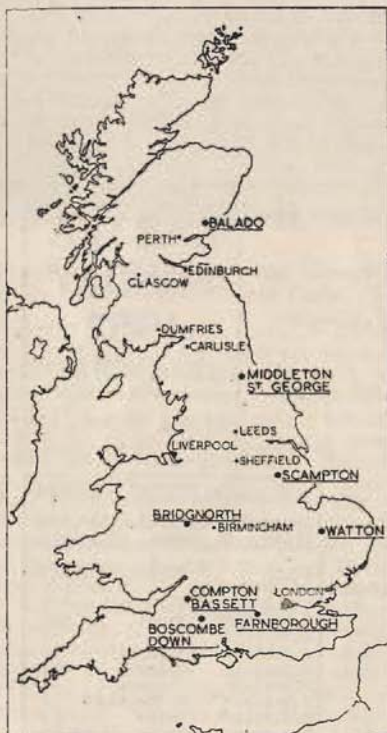 BALADO
PERTH
EDINBURGH
GLASGOW
DUMFRIES
CARLISLE
MIDDLETON
ST. GEORGE
LEEDS
LIVERPOOL
SHEFFIELD
SCAMPTON
BRIDGNORTH
BIRMINGHAM
WATTON
COMPTON
BASSETT
LONDON
BOSCOMBE
DOWN
FARNBOROUGH